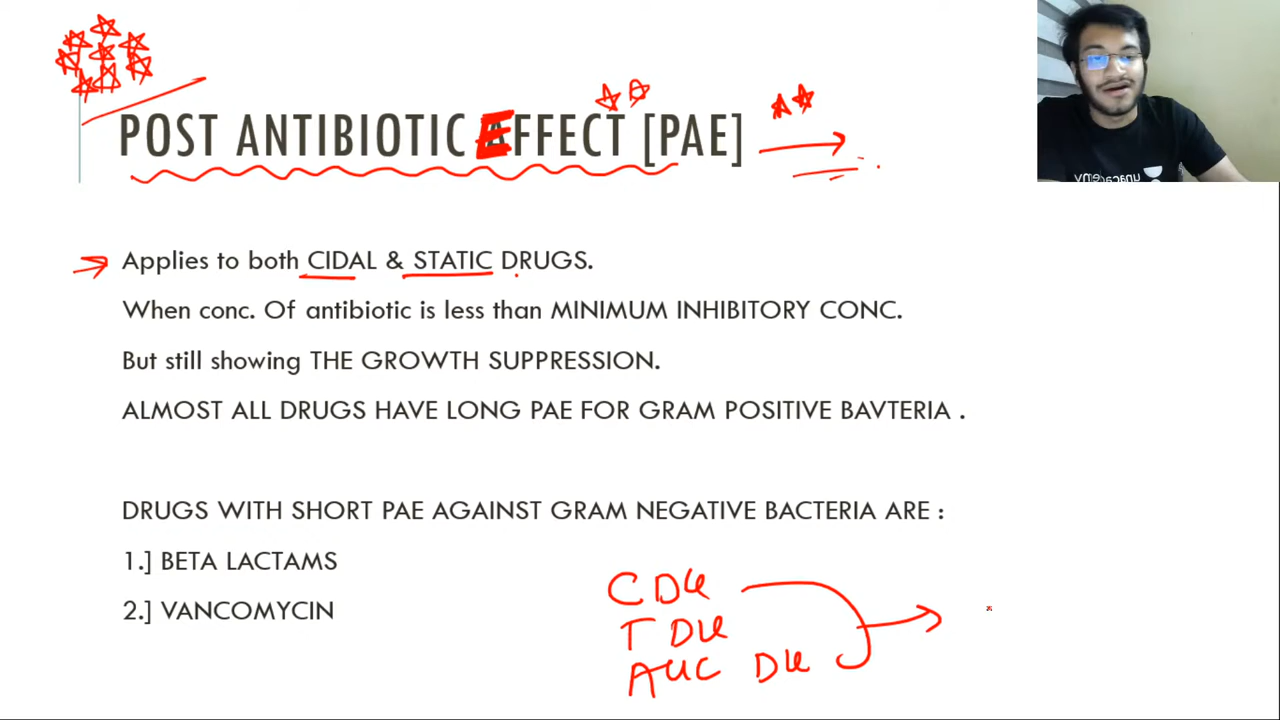 POST ANTIBIOTIC EFFECT [PAE]
Applies to both CIDAL & STATIC DRUGS.
When conc. Of antibiotic is less than MINIMUM INHIBITORY CONC.
But still showing THE GROWTH SUPPRESSION.
ALMOST ALL DRUGS HAVE LONG PAE FOR GRAM POSITIVE BAVTERIA .
DRUGS WITH SHORT PAE AGAINST GRAM NEGATIVE BACTERIA ARE :
1.] BETA LACTAMS
2.] VANCOMYCIN
CDK
TDK
AUC DK
unacademy